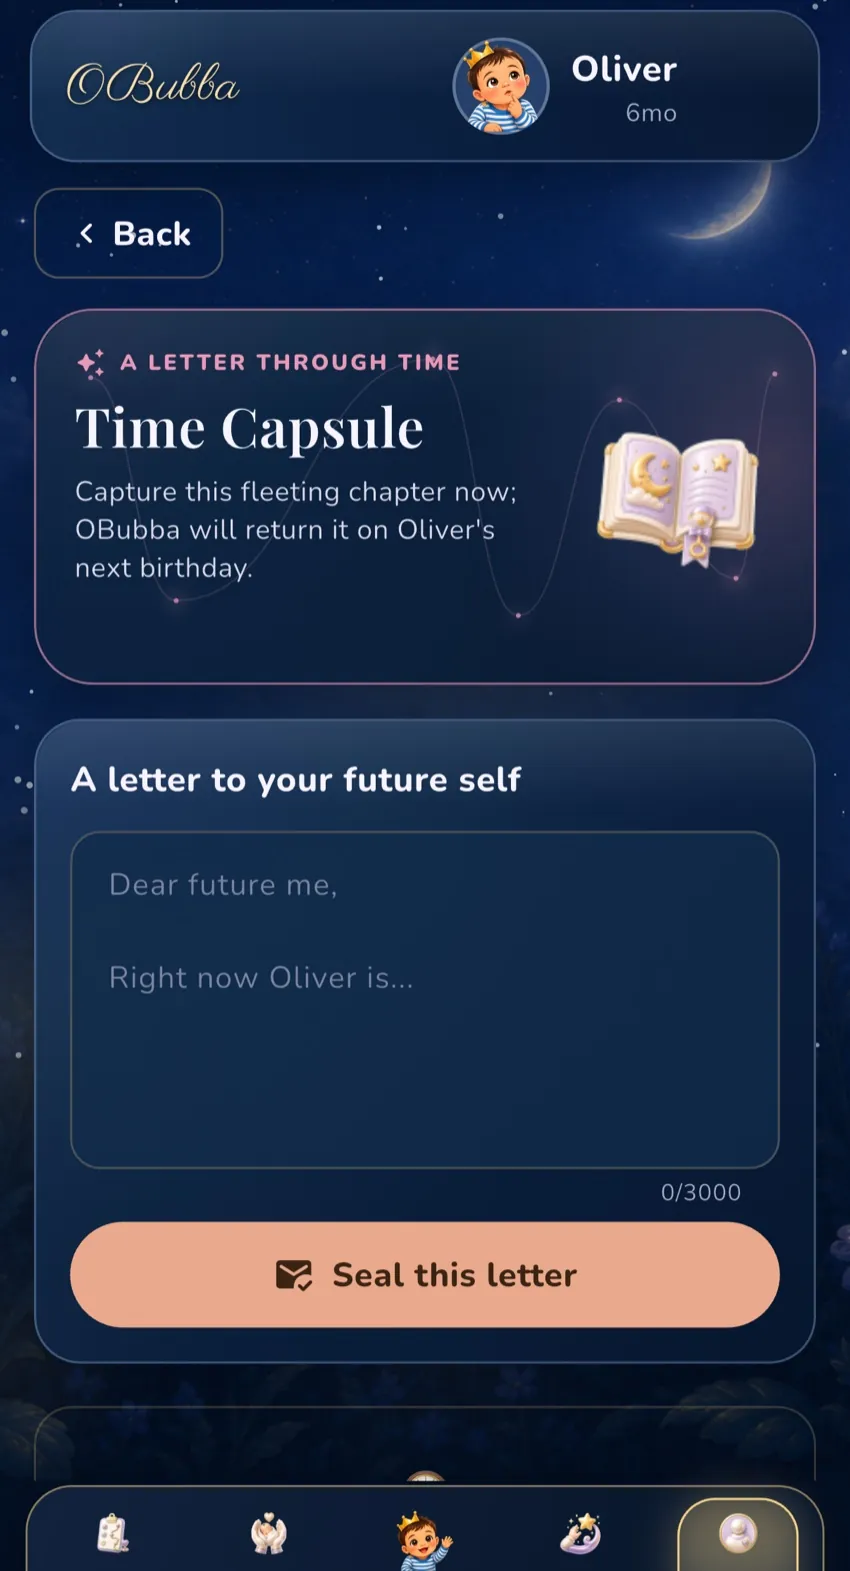 OBubba
Oliver
6mo
Back
A LETTER THROUGH TIME
Time Capsule
Capture this fleeting chapter now;
OBubba will return it on Oliver's
next birthday.
A letter to your future self
Dear future me,
Right now Oliver is...
0/3000
Seal this letter